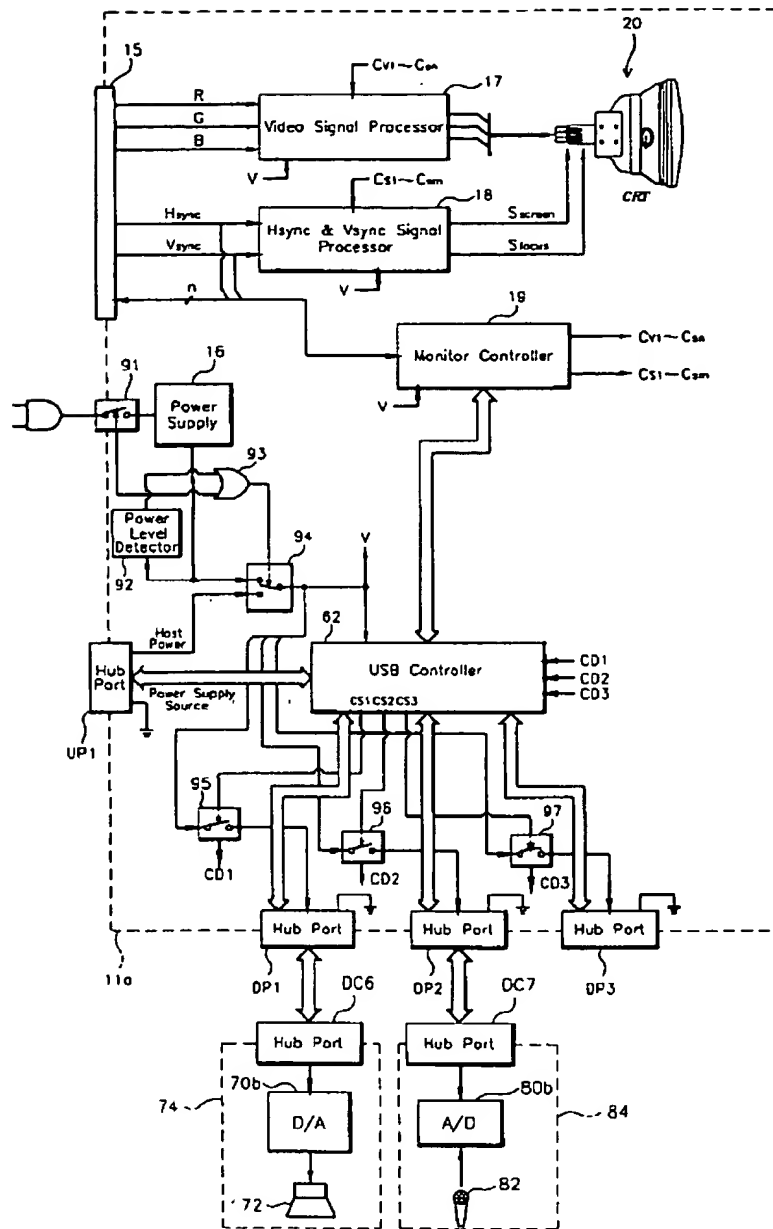 20
15
CV1~CSn
17
R
G
B
Video Signal Processor
V
CS1~CSm
18
Hsync
Vsync
Hsync & Vsync Signal
Processor
Sscreen
Sfocus
CRT
V
n
19
Monitor Controller
CV1~CSn
CS1~CSm
V
91
16
Power
Supply
93
Power
Level
Detector
92
94
V
62
Host
Power
Hub
Port
UP1
Power Supply
Source
USB Controller
CS1 CS2 CS3
CD1
CD2
CD3
95
CD1
96
CD2
97
CD3
Hub Port
Hub Port
Hub Port
11a
DP1
DP2
DP3
DC6
DC7
Hub Port
Hub Port
70b
80b
74
D/A
A/D
84
72
82